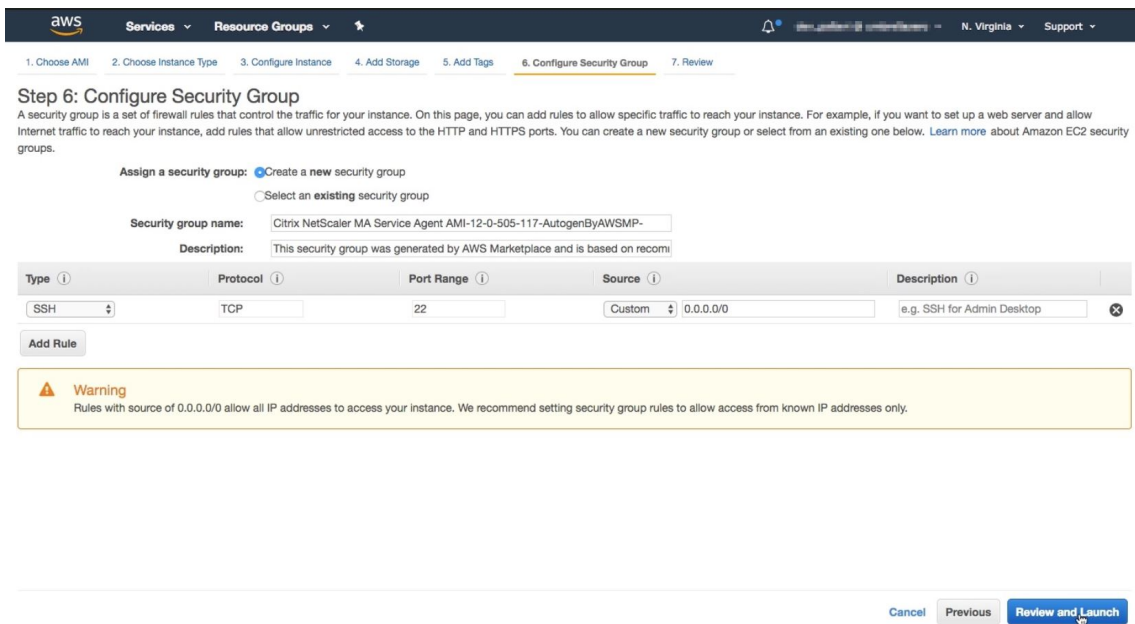 aws Services Resource Groups N. Virginia Support
1. Choose AMI 2. Choose Instance Type 3. Configure Instance 4. Add Storage 5. Add Tags 6. Configure Security Group 7. Review
Step 6: Configure Security Group
A security group is a set of firewall rules that control the traffic for your instance. On this page, you can add rules to allow specific traffic to reach your instance. For example, if you want to set up a web server and allow
Internet traffic to reach your instance, add rules that allow unrestricted access to the HTTP and HTTPS ports. You can create a new security group or select from an existing one below. Learn more about Amazon EC2 security
groups.
Assign a security group: Create a new security group
Select an existing security group
Security group name: Citrix NetScaler MA Service Agent AMI-12-0-505-117-AutogenByAWSMP-
Description: This security group was generated by AWS Marketplace and is based on recom
Type i Protocol i Port Range i Source i Description i
SSH TCP 22 Custom 0.0.0.0/0 e.g. SSH for Admin Desktop
Add Rule
Warning
Rules with source of 0.0.0.0/0 allow all IP addresses to access your instance. We recommend setting security group rules to allow access from known IP addresses only.
Cancel Previous Review and Launch